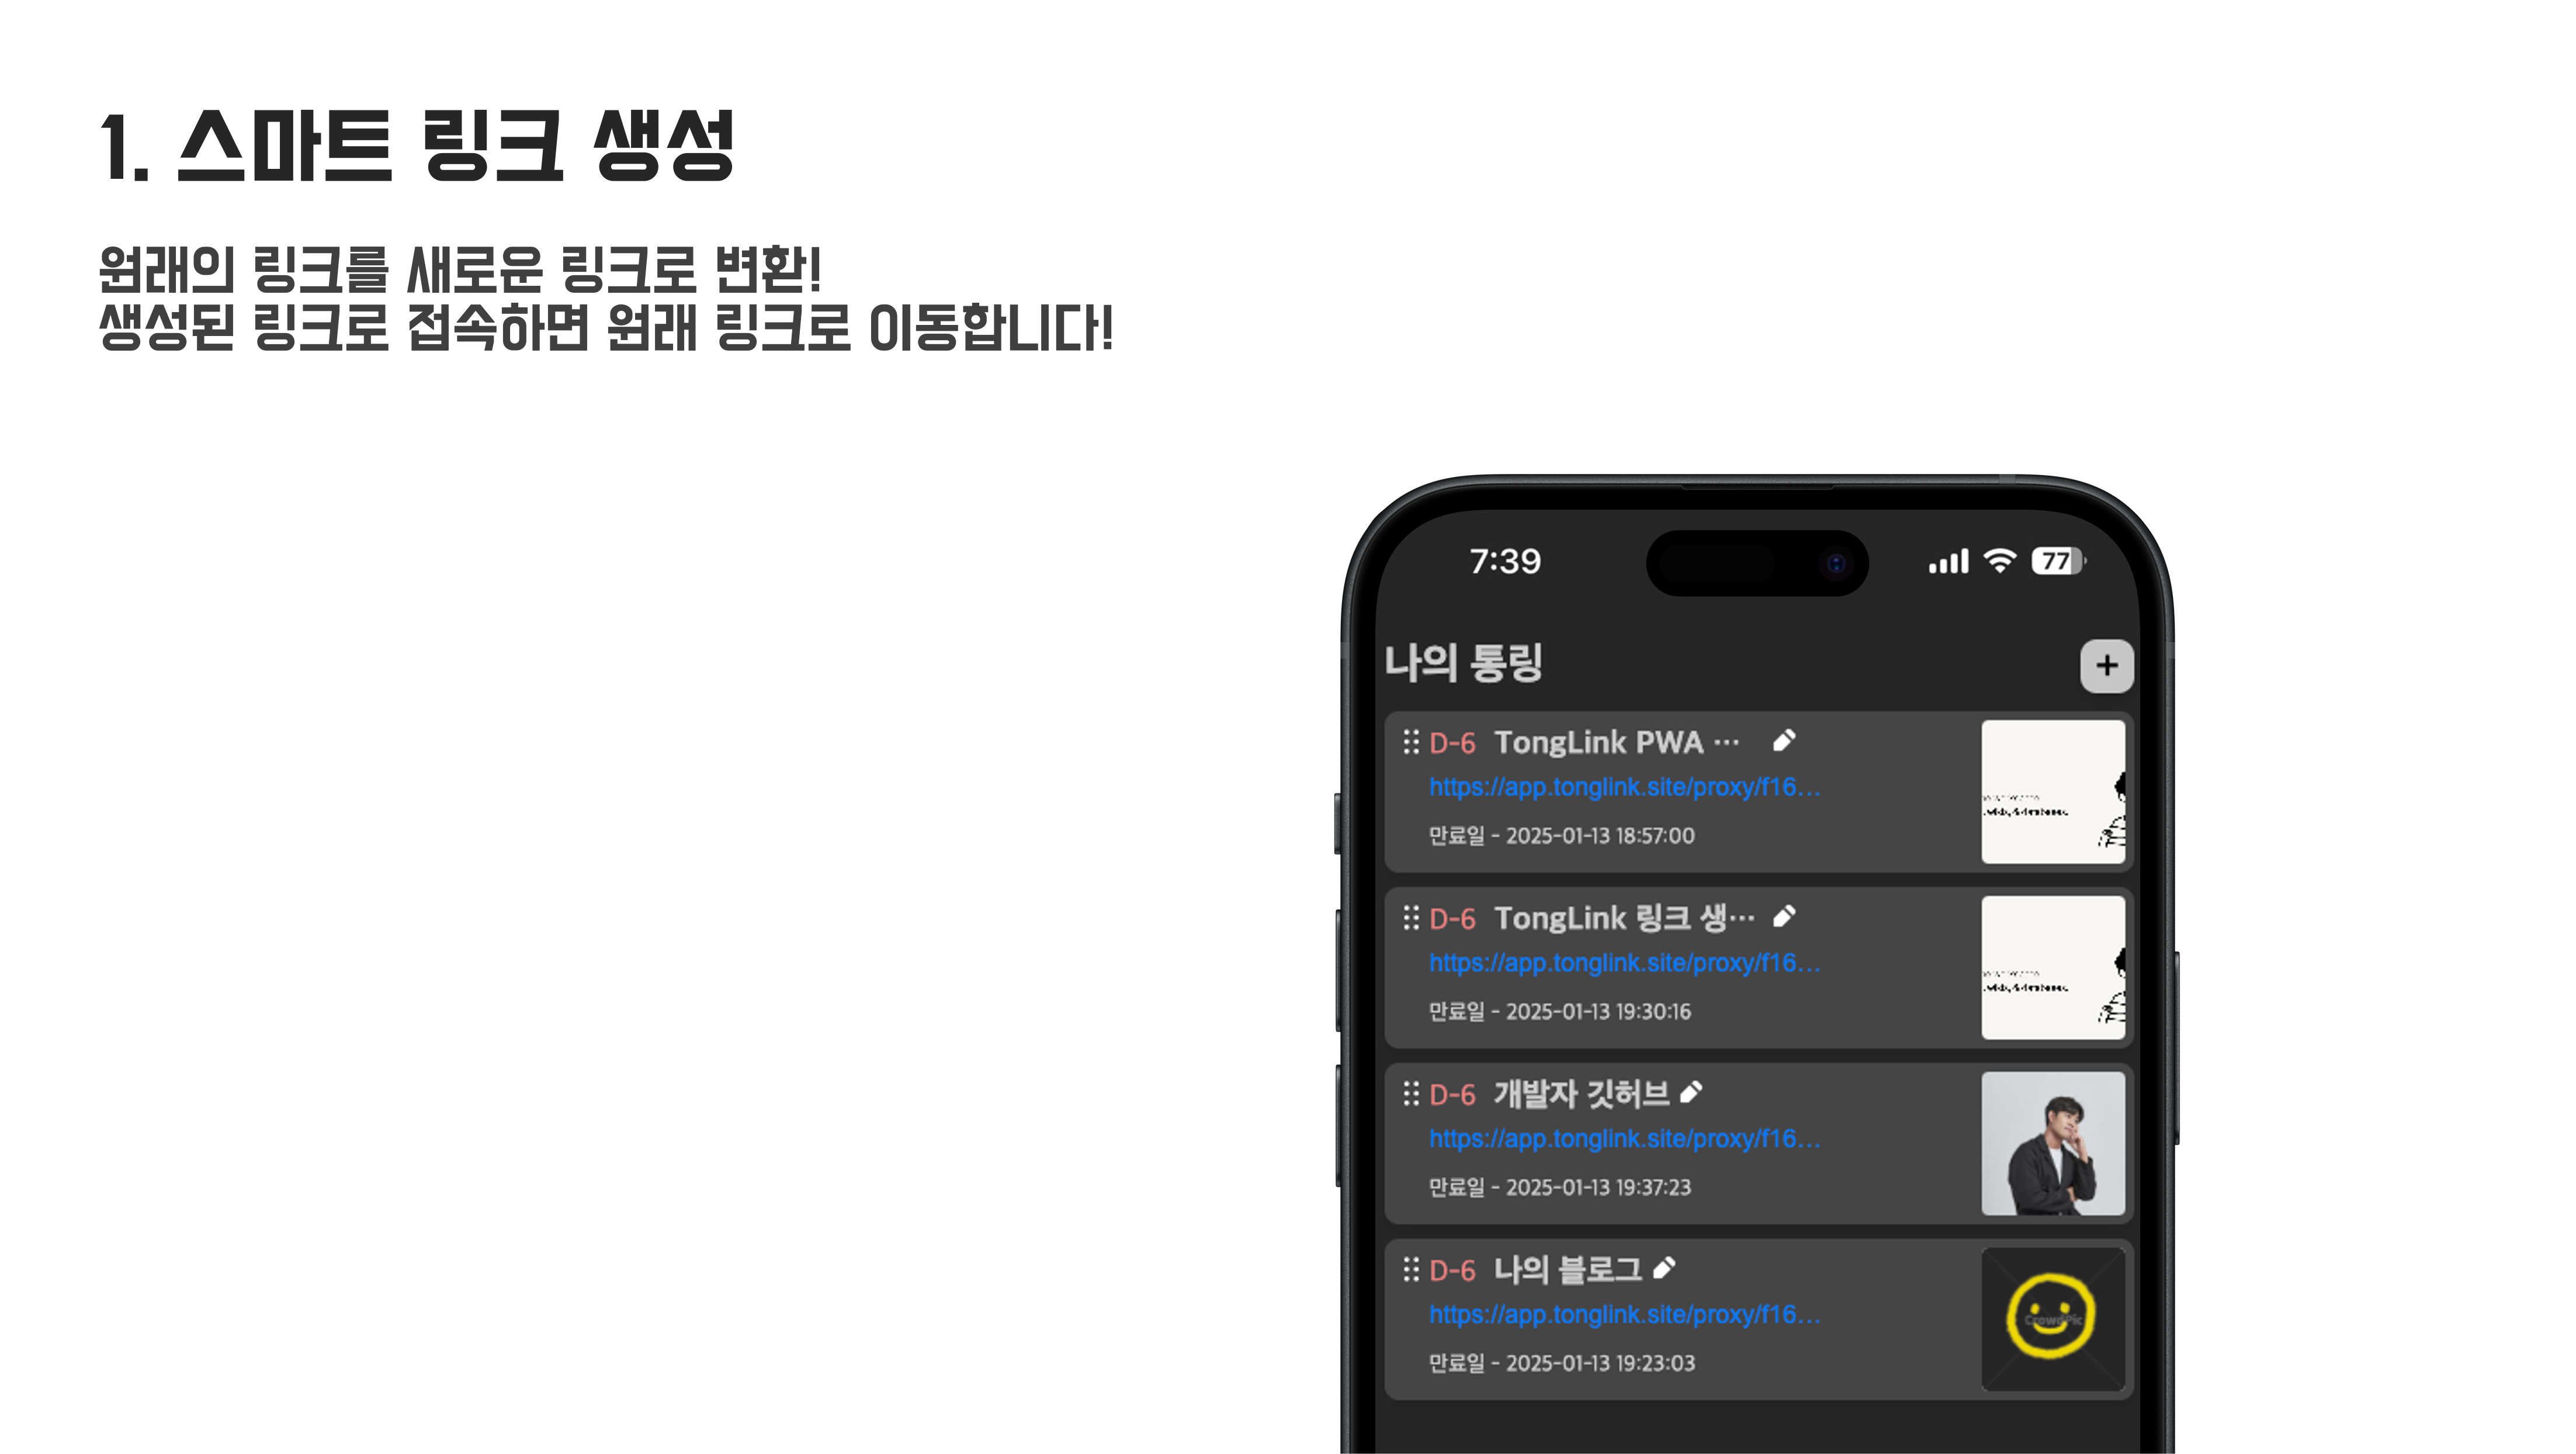 1. 스마트 링크 생성
원래의 링크를 새로운 링크로 변환!
생성된 링크로 접속하면 원래 링크로 이동합니다!
7:39
77
나의 통링
+
D-6 TongLink PWA ···
https://app.tonglink.site/proxy/f16...
만료일 - 2025-01-13 18:57:00
D-6 TongLink 링크 생···
https://app.tonglink.site/proxy/f16...
만료일 - 2025-01-13 19:30:16
D-6 개발자 깃허브
https://app.tonglink.site/proxy/f16...
만료일 - 2025-01-13 19:37:23
D-6 나의 블로그
https://app.tonglink.site/proxy/f16...
만료일 - 2025-01-13 19:23:03
CrowdPic